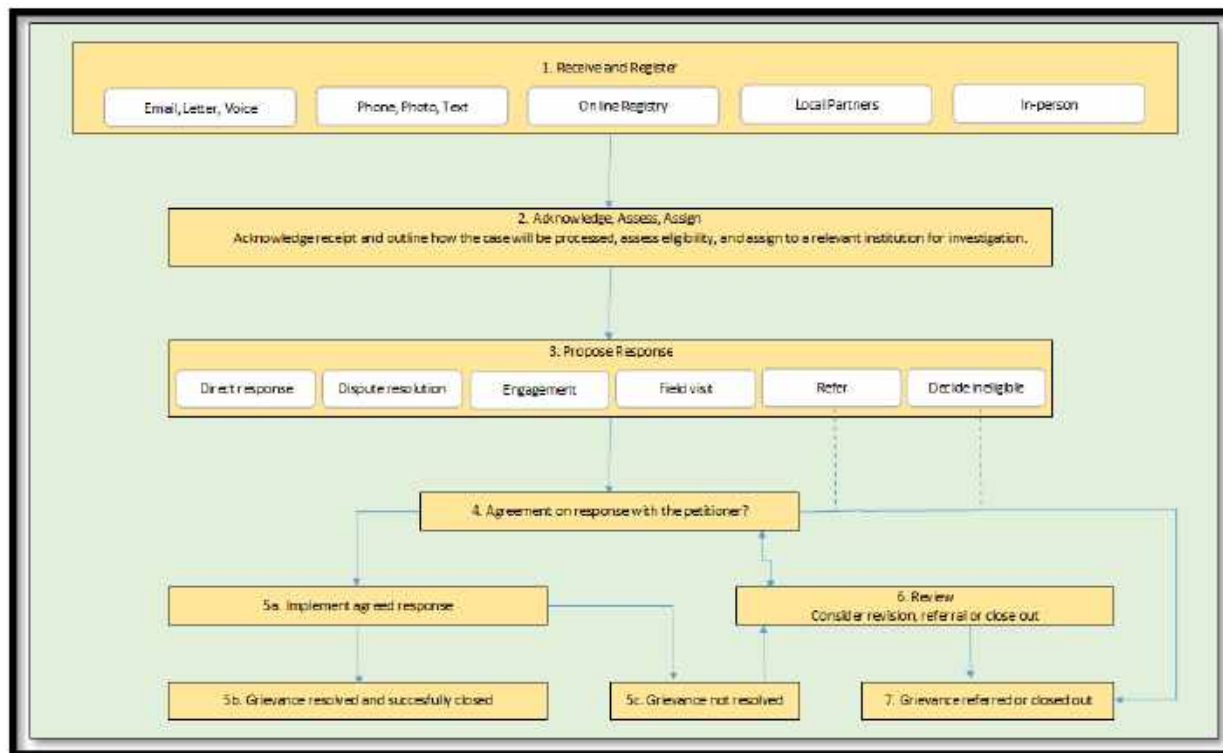 1. Receive and Register
Email, Letter, Voice
Phone, Photo, Text
Online Registry
Local Partners
In-person
2. Acknowledge, Assess, Assign
Acknowledge receipt and outline how the case will be processed, assess eligibility, and assign to a relevant institution for investigation.
3. Propose Response
Direct response
Dispute resolution
Engagement
Field visit
Refer
Decide ineligible
4. Agreement on response with the petitioner?
5a. Implement agreed response
6. Review
Consider revision, referral or close out
5b. Grievance resolved and succesfully closed
5c. Grievance not resolved
7. Grievance referred or closed out